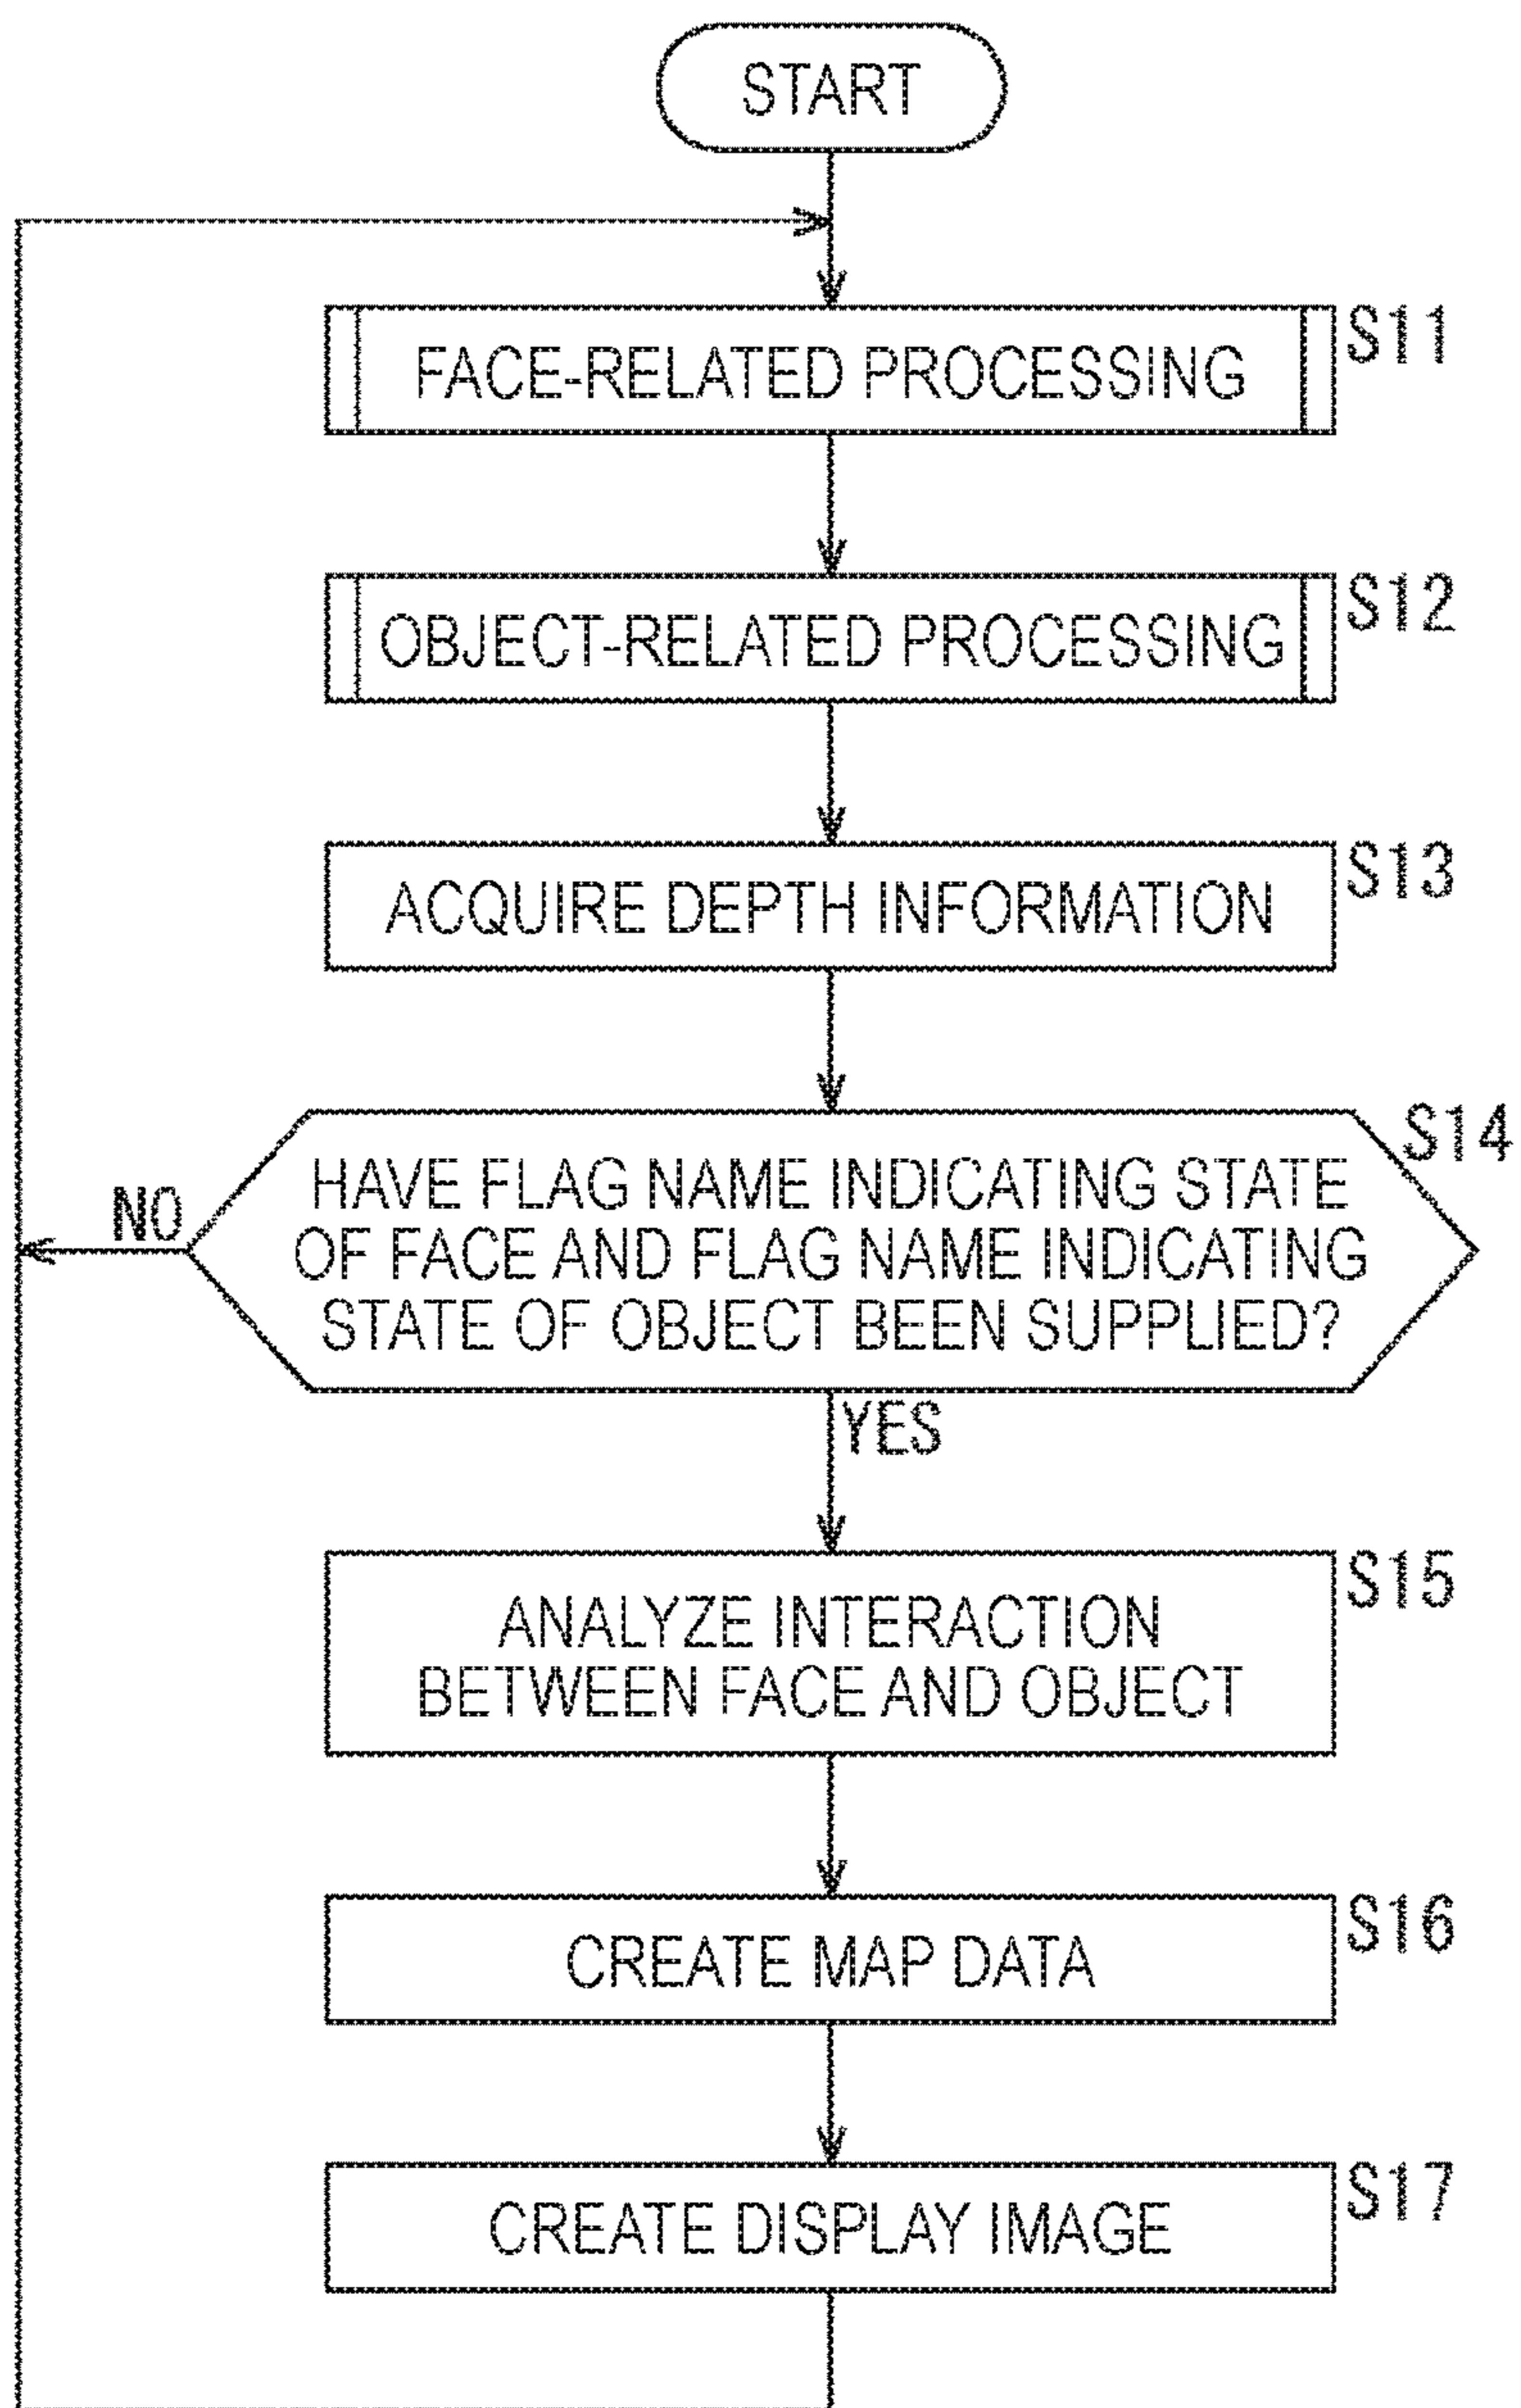 START
FACE-RELATED PROCESSING
S11
OBJECT-RELATED PROCESSING
S12
ACQUIRE DEPTH INFORMATION
S13
HAVE FLAG NAME INDICATING STATE
OF FACE AND FLAG NAME INDICATING
STATE OF OBJECT BEEN SUPPLIED?
S14
NO
YES
ANALYZE INTERACTION
BETWEEN FACE AND OBJECT
S15
CREATE MAP DATA
S16
CREATE DISPLAY IMAGE
S17